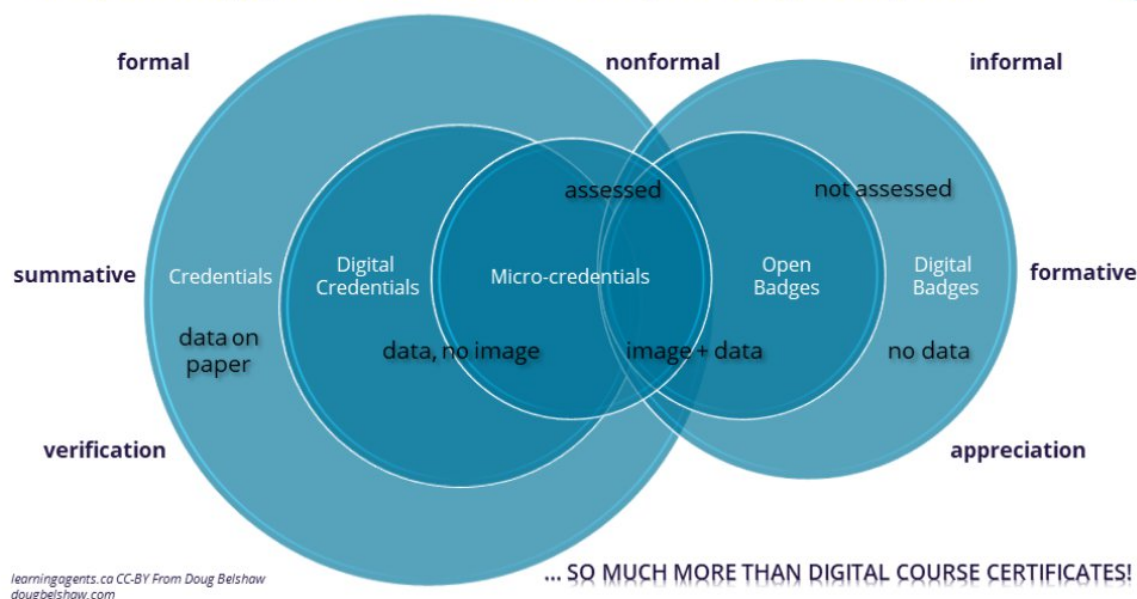 formal
nonformal
informal
assessed
not assessed
summative
Credentials
Digital
Credentials
Micro-credentials
Open
Badges
Digital
Badges
formative
data on
paper
data, no image
image + data
no data
verification
appreciation
learningagents.ca CC-BY From Doug Belshaw
dougbelshaw.com
... SO MUCH MORE THAN DIGITAL COURSE CERTIFICATES!